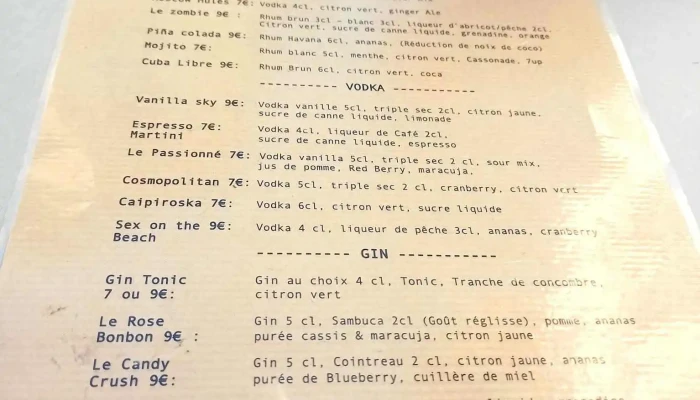 Mules 7€: Vodka 4cl, citron vert, ginger Ale
Le zombie 9€ : Rhum brun 3cl - blanc 3cl, liqueur d'abricot/pêche 2cl.
Citron vert, sucre de canne liquide, grenadine, orange
Piña colada 9€: Rhum Havana 6cl, ananas, (Réduction de noix de coco)
Mojito 7€: Rhum blanc 5cl, menthe, citron vert, Cassonade, 7up
Cuba Libre 9€: Rhum Brun 6cl, citron vert, coca
---------- VODKA -----------
Vanilla sky 9€: Vodka vanille 5cl, triple sec 2cl, citron jaune,
sucre de canne liquide, limonade
Espresso 7€: Vodka 4cl, liqueur de Café 2cl,
Martini sucre de canne liquide, espresso
Le Passionné 7€: Vodka vanille 5cl, triple sec 2 cl, sour mix,
jus de pomme, Red Berry, maracuja,
Cosmopolitan 7€: Vodka 5cl, triple sec 2 cl, cranberry, citron vert
Caipiroska 7€: Vodka 6cl, citron vert, sucre liquide
Sex on the 9€: Vodka 4 cl, liqueur de pêche 3cl, ananas, cranberry
Beach
---------- GIN -----------
Gin Tonic Gin au choix 4 cl, Tonic, Tranche de concombre,
7 ou 9€: citron vert
Le Rose Gin 5 cl, Sambuca 2cl (Goût réglisse), pomme, ananas
Bonbon 9€ : purée cassis & maracuja, citron jaune
Le Candy Gin 5 cl, Cointreau 2 cl, citron jaune, ananas
Crush 9€: purée de Blueberry, cuillère de miel